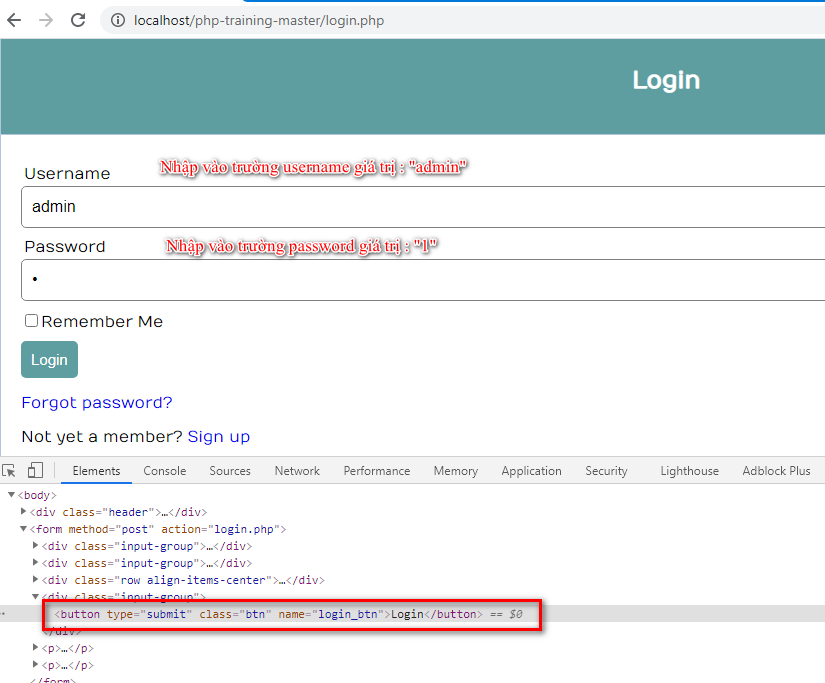 localhost/php-training-master/login.php
Login
Username
Nhập vào trường username giá trị : "admin"
admin
Password
Nhập vào trường password giá trị : "1"
•
Remember Me
Login
Forgot password?
Not yet a member? Sign up
Elements Console Sources Network Performance Memory Application Security Lighthouse Adblock Plus
▼<body>
▶<div class="header">…</div>
▼<form method="post" action="login.php">
▶<div class="input-group">…</div>
▶<div class="input-group">…</div>
▶<div class="row align-items-center">…</div>
▼<div class="input-group">
<button type="submit" class="btn" name="login_btn">Login</button> == $0
</div>
▶<p>…</p>
▶<p>…</p>
</form>